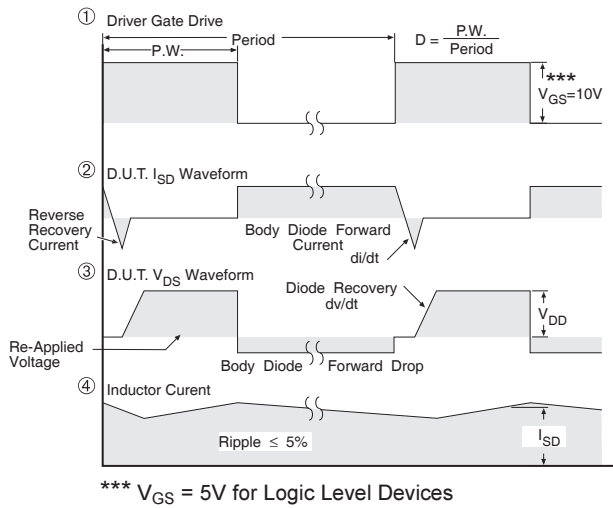 ① Driver Gate Drive
P.W.
Period
D = P.W.
Period
***
VGS=10V
② D.U.T. ISD Waveform
Reverse
Recovery
Current
Body Diode Forward
Current
di/dt
③ D.U.T. VDS Waveform
Diode Recovery
dv/dt
VDD
Re-Applied
Voltage
Body Diode Forward Drop
④ Inductor Curent
Ripple ≤ 5%
ISD
*** VGS = 5V for Logic Level Devices